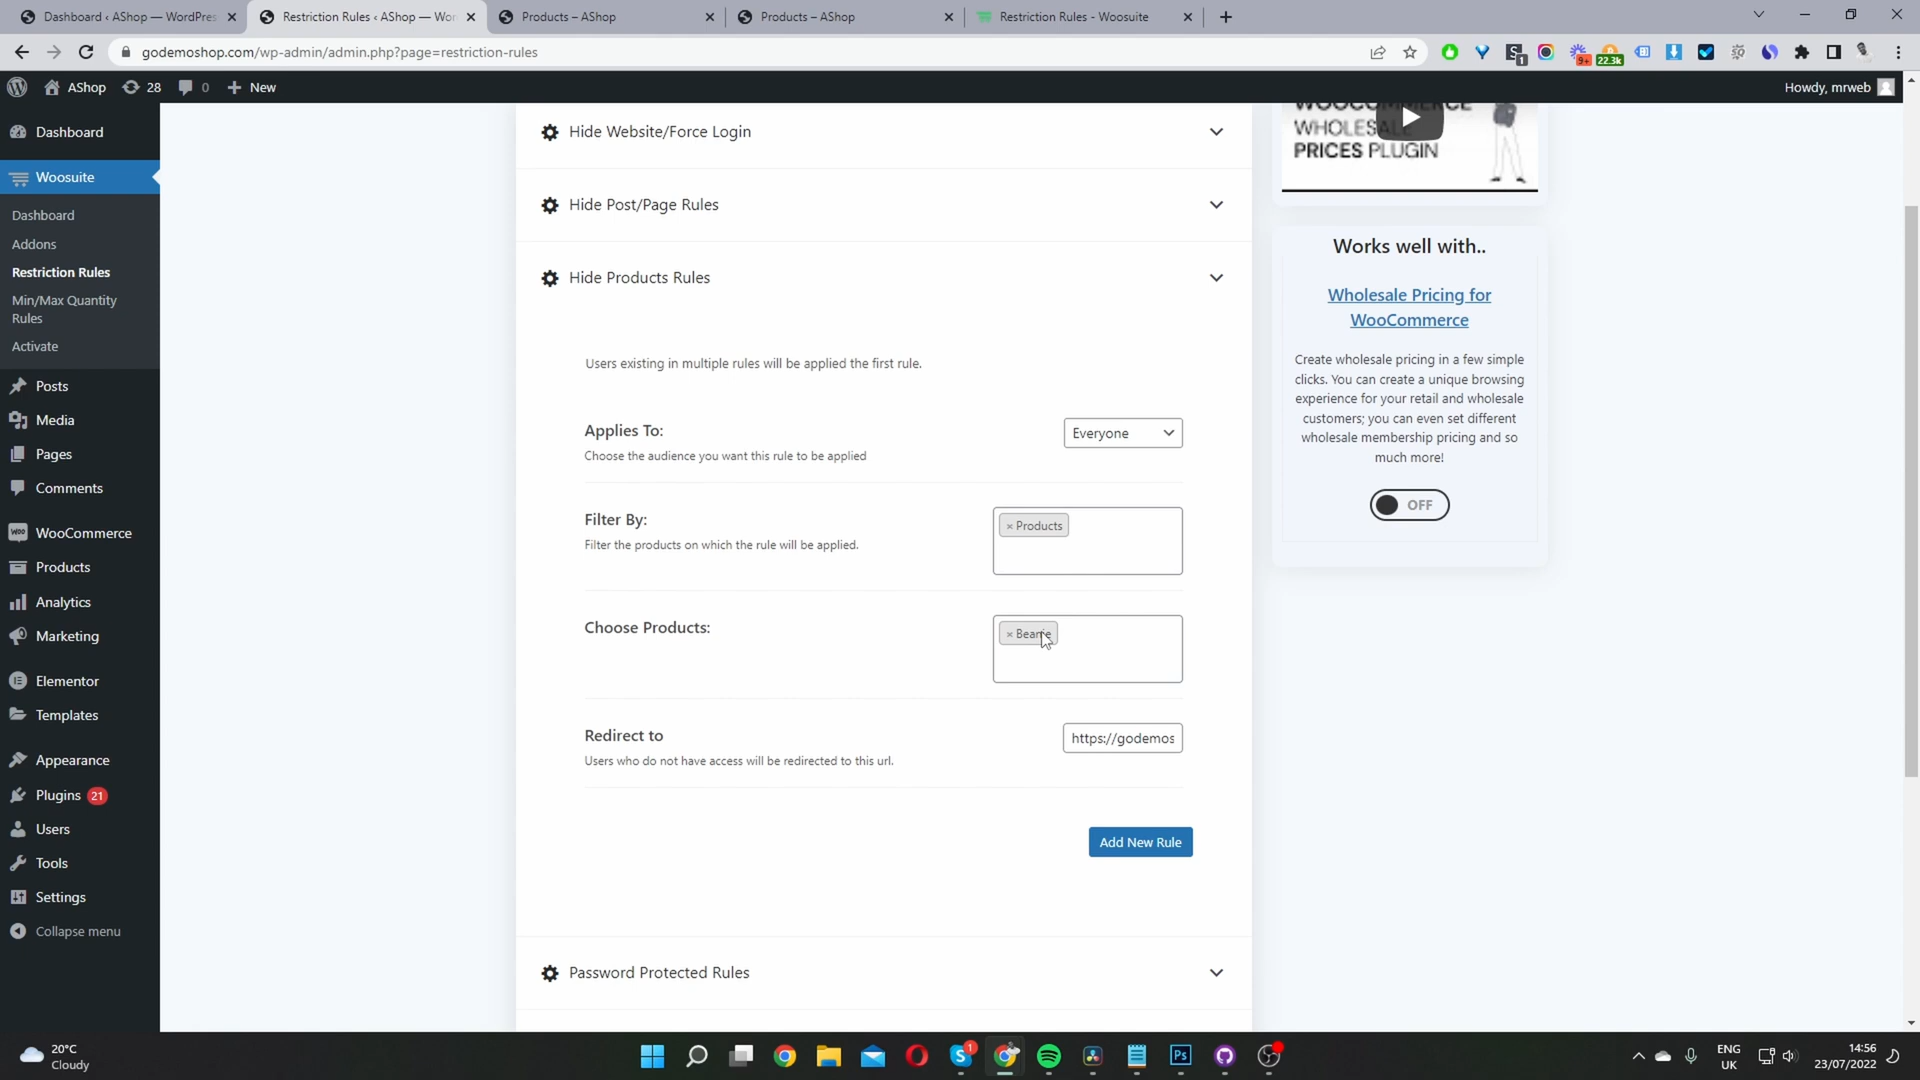 Dashboard ‹ AShop — WordPres
Restriction Rules ‹ AShop — Wor
Products – AShop
Products – AShop
Restriction Rules - Woosuite
godemoshop.com/wp-admin/admin.php?page=restriction-rules
1
9+
22.3k
AShop
28
0
New
Howdy, mrweb
Dashboard
Woosuite
Dashboard
Addons
Restriction Rules
Min/Max Quantity
Rules
Activate
Posts
Media
Pages
Comments
WooCommerce
Products
Analytics
Marketing
Elementor
Templates
Appearance
Plugins 21
Users
Tools
Settings
Collapse menu
Hide Website/Force Login
Hide Post/Page Rules
Hide Products Rules
Users existing in multiple rules will be applied the first rule.
Applies To:
Choose the audience you want this rule to be applied
Everyone
Filter By:
Filter the products on which the rule will be applied.
× Products
Choose Products:
× Beanie
Redirect to
Users who do not have access will be redirected to this url.
https://godemos
Add New Rule
Password Protected Rules
WOOCOMMERCE
WHOLESALE
PRICES PLUGIN
Works well with..
Wholesale Pricing for
WooCommerce
Create wholesale pricing in a few simple
clicks. You can create a unique browsing
experience for your retail and wholesale
customers; you can even set different
wholesale membership pricing and so
much more!
OFF
20°C
Cloudy
1
Ps
ENG
UK
14:56
23/07/2022